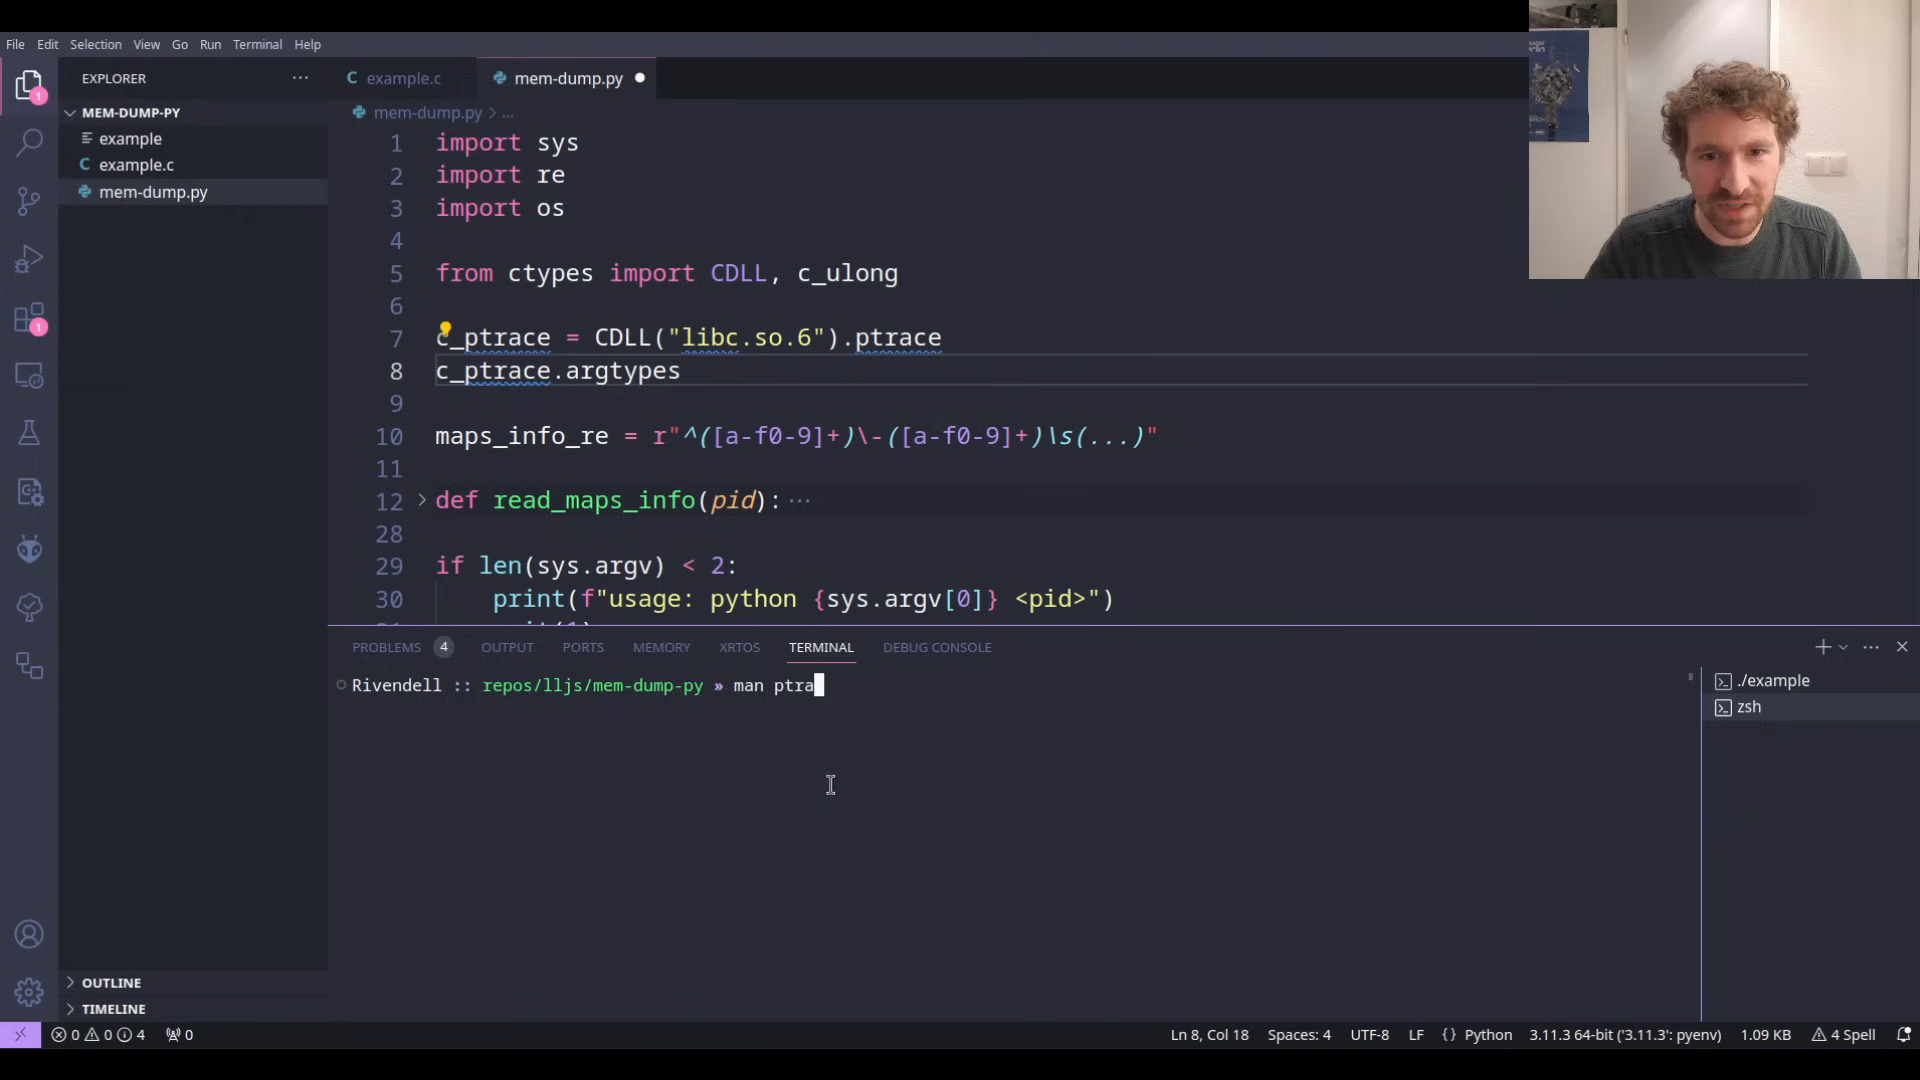 File Edit Selection View Go Run Terminal Help
EXPLORER
MEM-DUMP-PY
example
example.c
mem-dump.py
OUTLINE
TIMELINE
1
1
example.c
mem-dump.py
mem-dump.py > ...
1 import sys
2 import re
3 import os
4
5 from ctypes import CDLL, c_ulong
6
7 c_ptrace = CDLL("libc.so.6").ptrace
8 c_ptrace.argtypes
9
10 maps_info_re = r"^([a-f0-9]+)\-([a-f0-9]+)\s(...)"
11
12 def read_maps_info(pid): ...
28
29 if len(sys.argv) < 2:
30 print(f"usage: python {sys.argv[0]} <pid>")
PROBLEMS 4 OUTPUT PORTS MEMORY XRTOS TERMINAL DEBUG CONSOLE
Rivendell :: repos/lljs/mem-dump-py » man ptra
./example
zsh
0 0 4 0 Ln 8, Col 18 Spaces: 4 UTF-8 LF {} Python 3.11.3 64-bit ('3.11.3': pyenv) 1.09 KB 4 Spell